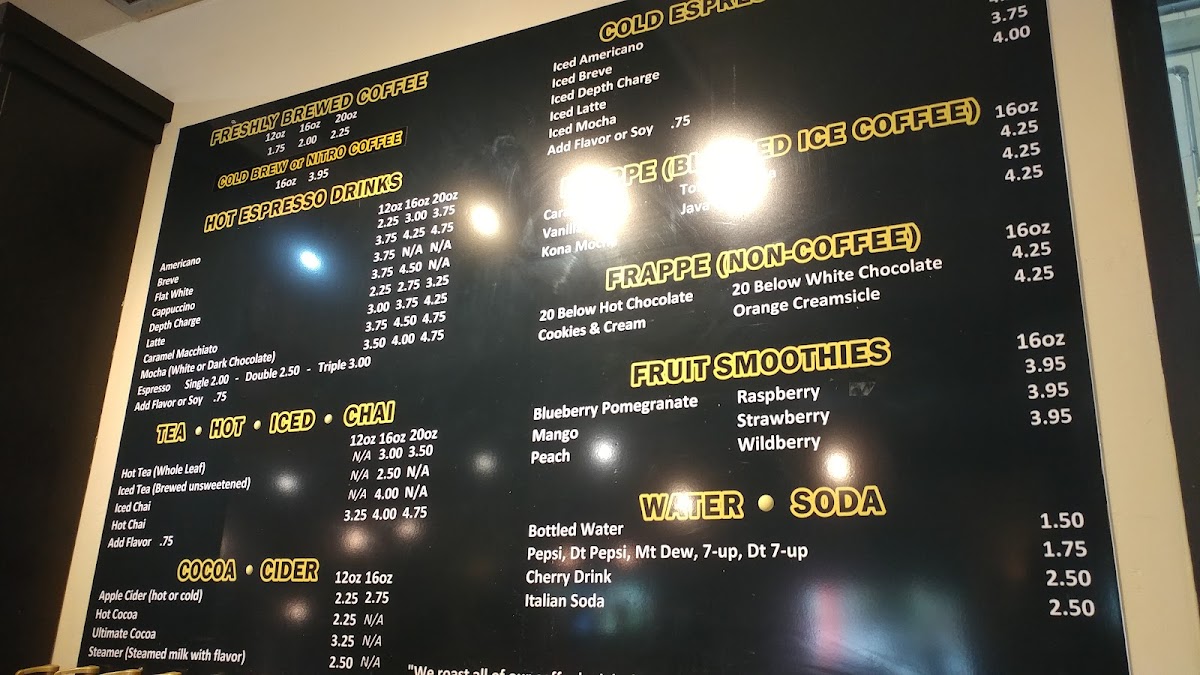 FRESHLY BREWED COFFEE
12oz 16oz 20oz
1.75 2.00 2.25
COLD BREW or NITRO COFFEE
16oz 3.95
HOT ESPRESSO DRINKS
12oz 16oz 20oz
Americano 2.25 3.00 3.75
Breve 3.75 4.25 4.75
Flat White 3.75 N/A N/A
Cappuccino 3.75 4.50 N/A
Depth Charge 2.25 2.75 3.25
Latte 3.00 3.75 4.25
Caramel Macchiato 3.75 4.50 4.75
Mocha (White or Dark Chocolate) 3.50 4.00 4.75
Espresso Single 2.00 - Double 2.50 - Triple 3.00
Add Flavor or Soy .75
TEA • HOT • ICED • CHAI
12oz 16oz 20oz
Hot Tea (Whole Leaf) N/A 3.00 3.50
Iced Tea (Brewed unsweetened) N/A 2.50 N/A
Iced Chai N/A 4.00 N/A
Hot Chai 3.25 4.00 4.75
Add Flavor .75
COCOA • CIDER
12oz 16oz
Apple Cider (hot or cold) 2.25 2.75
Hot Cocoa 2.25 N/A
Ultimate Cocoa 3.25 N/A
Steamer (Steamed milk with flavor) 2.50 N/A
"We roast all of our
COLD
Iced Americano
Iced Breve
Iced Depth Charge
Iced Latte 3.75
Iced Mocha 4.00
Add Flavor or Soy .75
(BLENDED ICE COFFEE) 16oz
4.25
Vanilla Java 4.25
Kona Mocha 4.25
FRAPPE (NON-COFFEE) 16oz
20 Below Hot Chocolate 20 Below White Chocolate 4.25
Cookies & Cream Orange Creamsicle 4.25
FRUIT SMOOTHIES 16oz
Blueberry Pomegranate Raspberry 3.95
Mango Strawberry 3.95
Peach Wildberry 3.95
WATER • SODA
Bottled Water 1.50
Pepsi, Dt Pepsi, Mt Dew, 7-up, Dt 7-up 1.75
Cherry Drink 2.50
Italian Soda 2.50